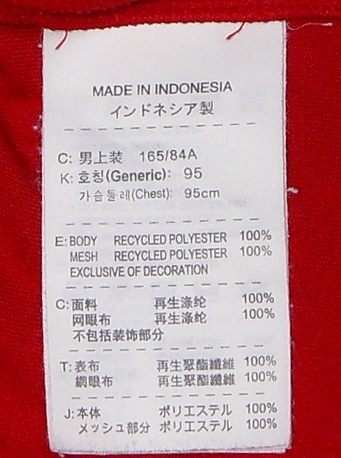 MADE IN INDONESIA
インドネシア製
C: 男上装 165/84A
K: 호칭(Generic): 95
가슴둘레(Chest): 95cm
E: BODY RECYCLED POLYESTER 100%
MESH RECYCLED POLYESTER 100%
EXCLUSIVE OF DECORATION
C: 面料 再生涤纶 100%
网眼布 再生涤纶 100%
不包括装饰部分
T: 表布 再生聚酯纖維 100%
網眼布 再生聚酯纖維 100%
J: 本体 ポリエステル 100%
メッシュ部分 ポリエステル 100%